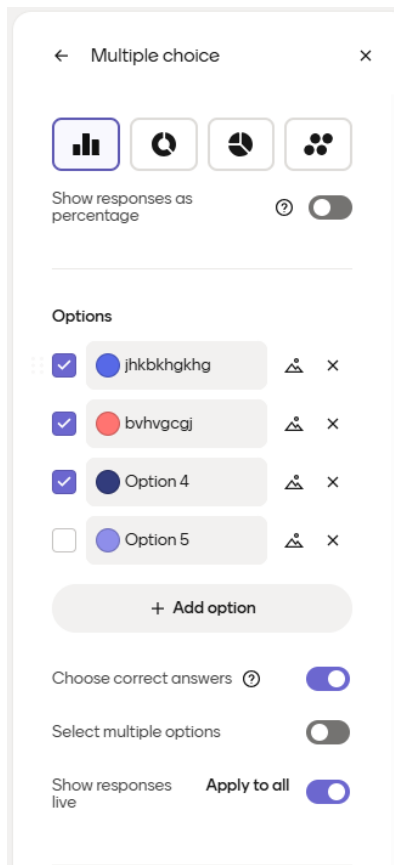 Multiple choice
Show responses as
percentage
Options
jhkbkhgkhg
bvhvgcgj
Option 4
Option 5
+ Add option
Choose correct answers
Select multiple options
Show responses
live
Apply to all